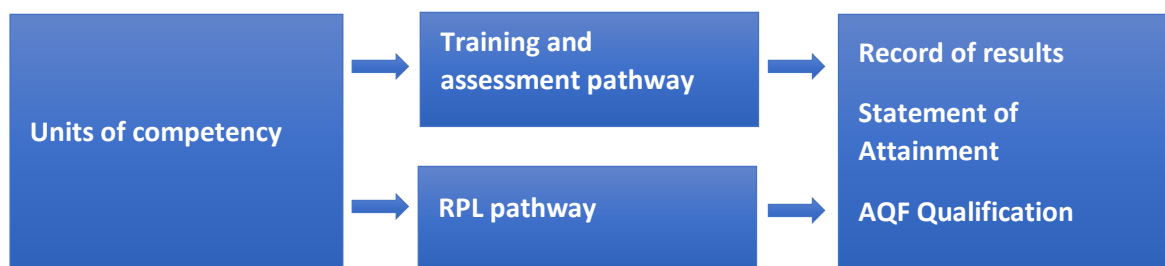 Units of competency
Training and
assessment pathway
RPL pathway
Record of results
Statement of
Attainment
AQF Qualification